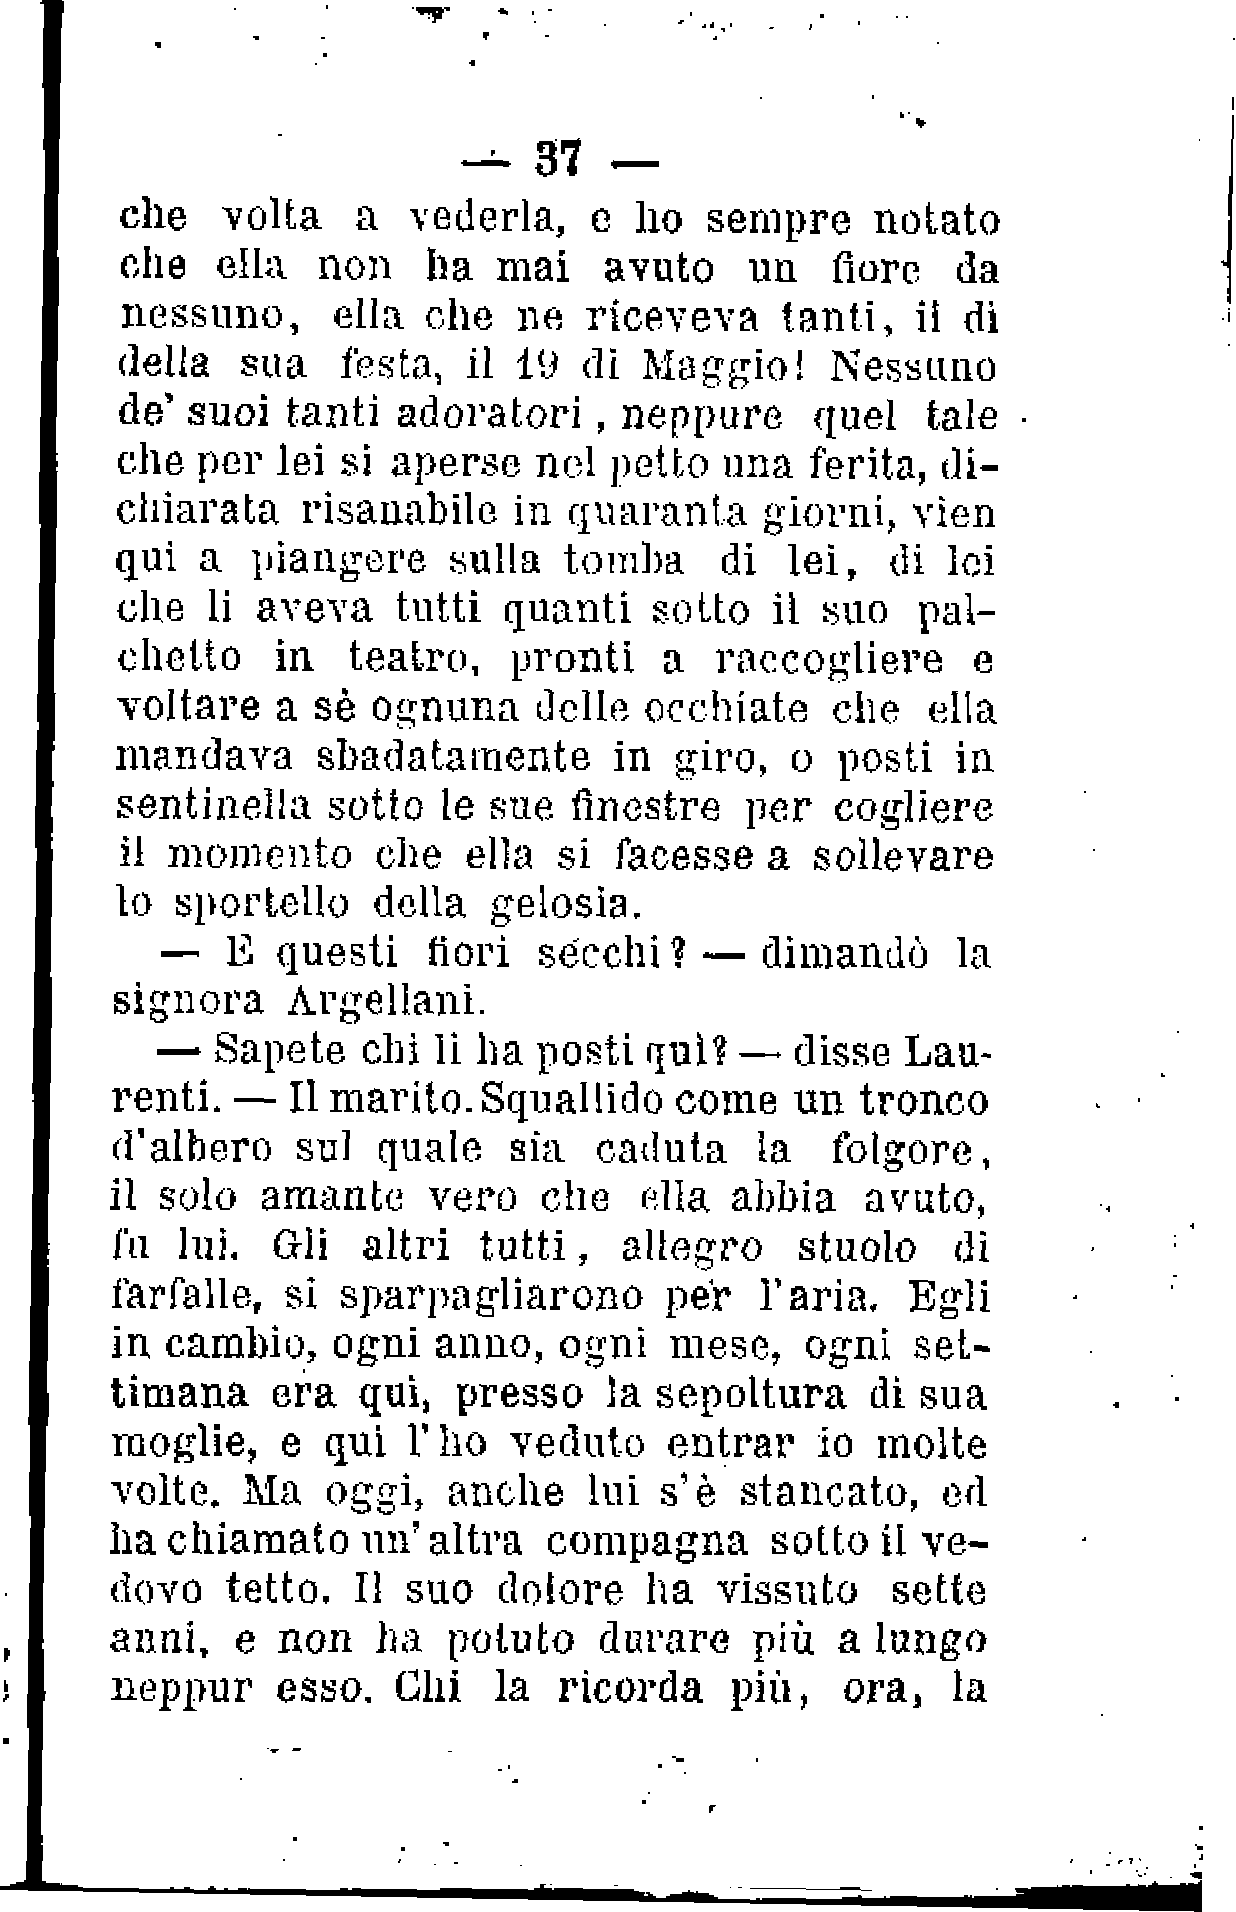 — 37 —
che volta a vederla, e ho sempre notato
che ella non ha mai avuto un fiore da
nessuno, ella che ne riceveva tanti, il dì
della sua festa, il 19 di Maggio! Nessuno
de' suoi tanti adoratori, neppure quel tale
che per lei si aperse nel petto una ferita, di-
chiarata risanabile in quaranta giorni, vien
qui a piangere sulla tomba di lei, di lei
che li aveva tutti quanti sotto il suo pal-
chetto in teatro, pronti a raccogliere e
voltare a sè ognuna delle occhiate che ella
mandava sbadatamente in giro, o posti in
sentinella sotto le sue finestre per cogliere
il momento che ella si facesse a sollevare
lo sportello della gelosia.
— E questi fiori secchi? — dimandò la
signora Argellani.
— Sapete chi li ha posti quì? — disse Lau-
renti. — Il marito. Squallido come un tronco
d'albero sul quale sia caduta la folgore,
il solo amante vero che ella abbia avuto,
fu lui. Gli altri tutti, allegro stuolo di
farfalle, si sparpagliarono per l'aria. Egli
in cambio, ogni anno, ogni mese, ogni set-
timana era qui, presso la sepoltura di sua
moglie, e qui l'ho veduto entrar io molte
volte. Ma oggi, anche lui s'è stancato, ed
ha chiamato un'altra compagna sotto il ve-
dovo tetto. Il suo dolore ha vissuto sette
anni, e non ha potuto durare più a lungo
neppur esso. Chi la ricorda più, ora, la